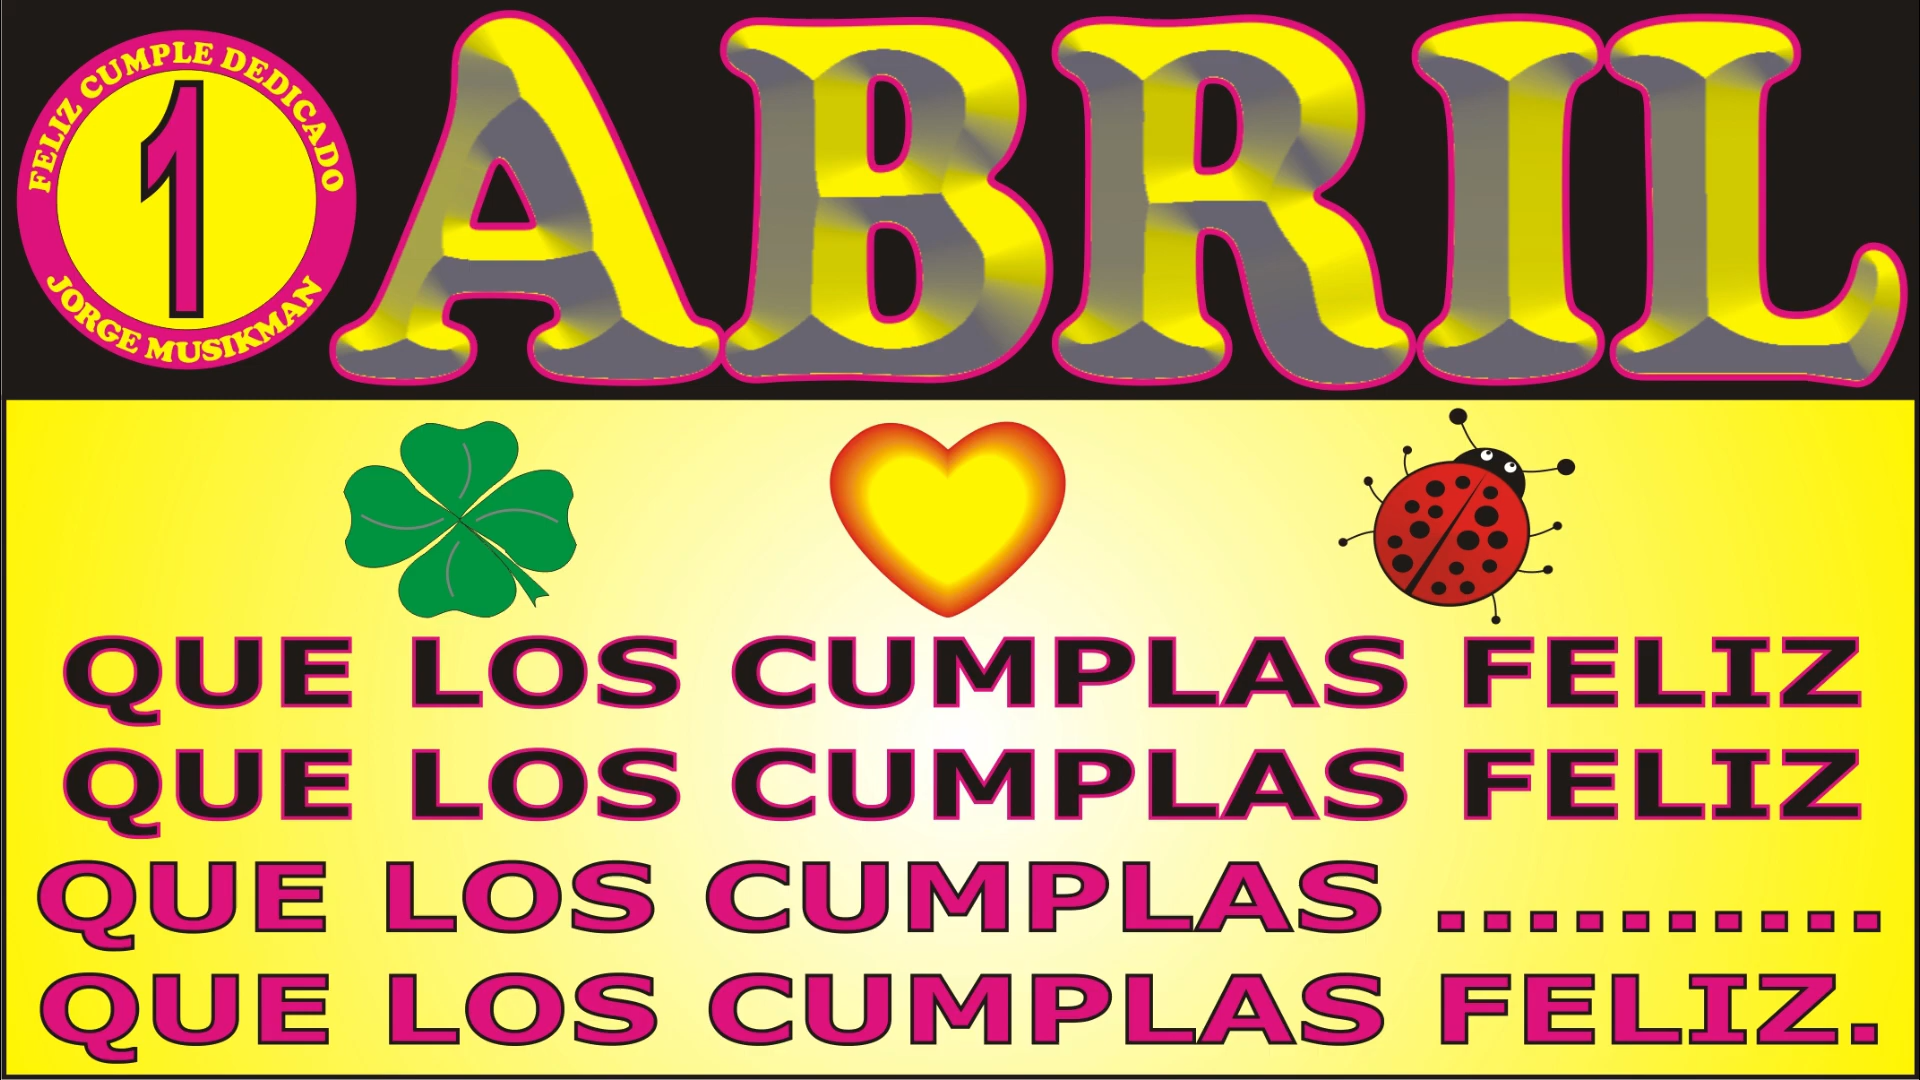 FELIZ CUMPLE DEDICADO
1
JORGE MUSIKMAN
ABRIL
QUE LOS CUMPLAS FELIZ
QUE LOS CUMPLAS FELIZ
QUE LOS CUMPLAS ..........
QUE LOS CUMPLAS FELIZ.